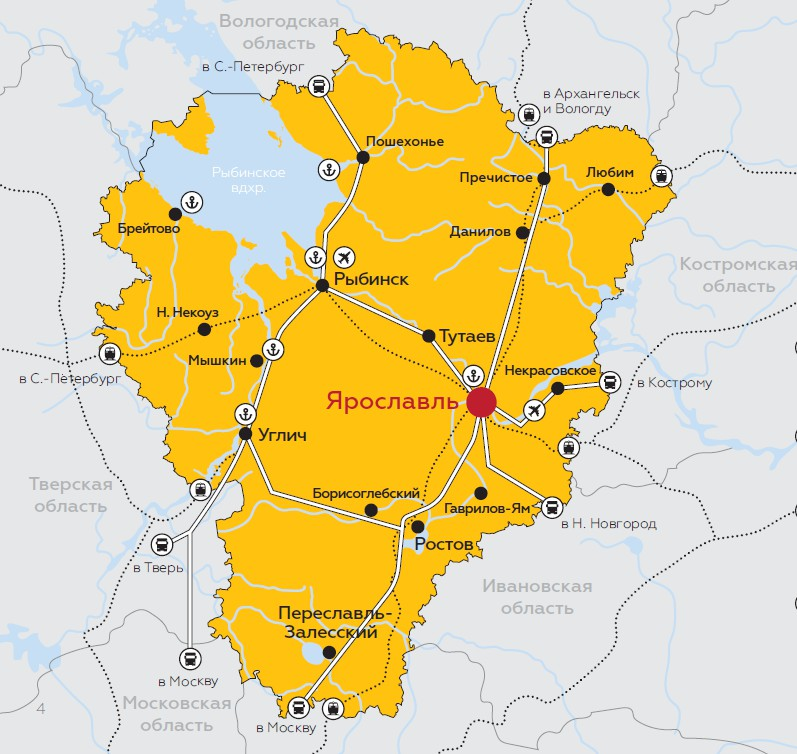 Вологодская
область
в С.-Петербург
в Архангельск
и Вологду
Пошехонье
Рыбинское
вдхр.
Пречистое
Любим
Брейтово
Данилов
Костромская
область
Рыбинск
Н. Некоуз
Тутаев
Мышкин
Некрасовское
в С.-Петербург
в Кострому
Ярославль
Углич
Тверская
область
Борисоглебский
Гаврилов-Ям
в Н. Новгород
Ростов
в Тверь
Ивановская
область
Переславль-
Залесский
в Москву
Московская
область
4
в Москву